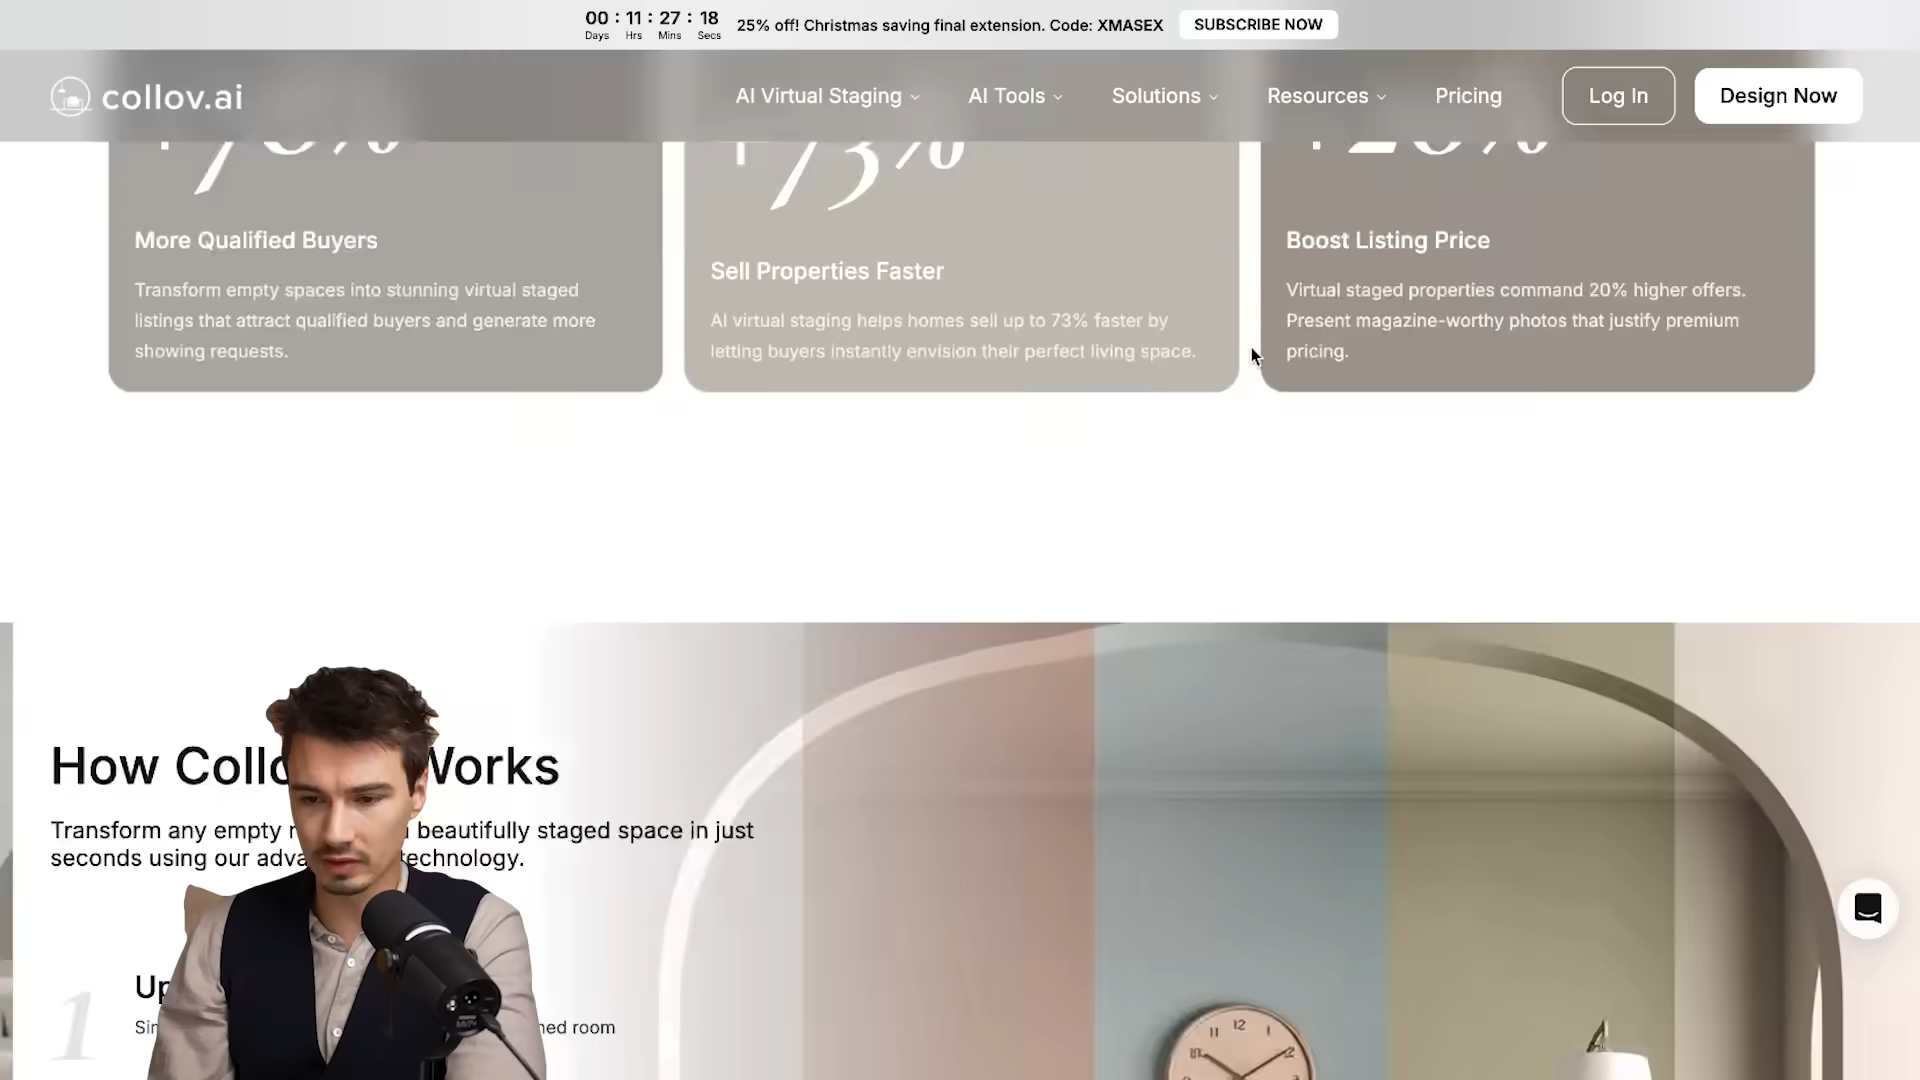 00 : 11 : 27 : 18
Days Hrs Mins Secs
25% off! Christmas saving final extension. Code: XMASEX
SUBSCRIBE NOW
collov.ai
AI Virtual Staging
AI Tools
Solutions
Resources
Pricing
Log In
Design Now
+73%
More Qualified Buyers
Transform empty spaces into stunning virtual staged
listings that attract qualified buyers and generate more
showing requests.
Sell Properties Faster
AI virtual staging helps homes sell up to 73% faster by
letting buyers instantly envision their perfect living space.
Boost Listing Price
Virtual staged properties command 20% higher offers.
Present magazine-worthy photos that justify premium
pricing.
How Works
Transform any empty beautifully staged space in just
seconds using our technology.
1
room
12
11
1